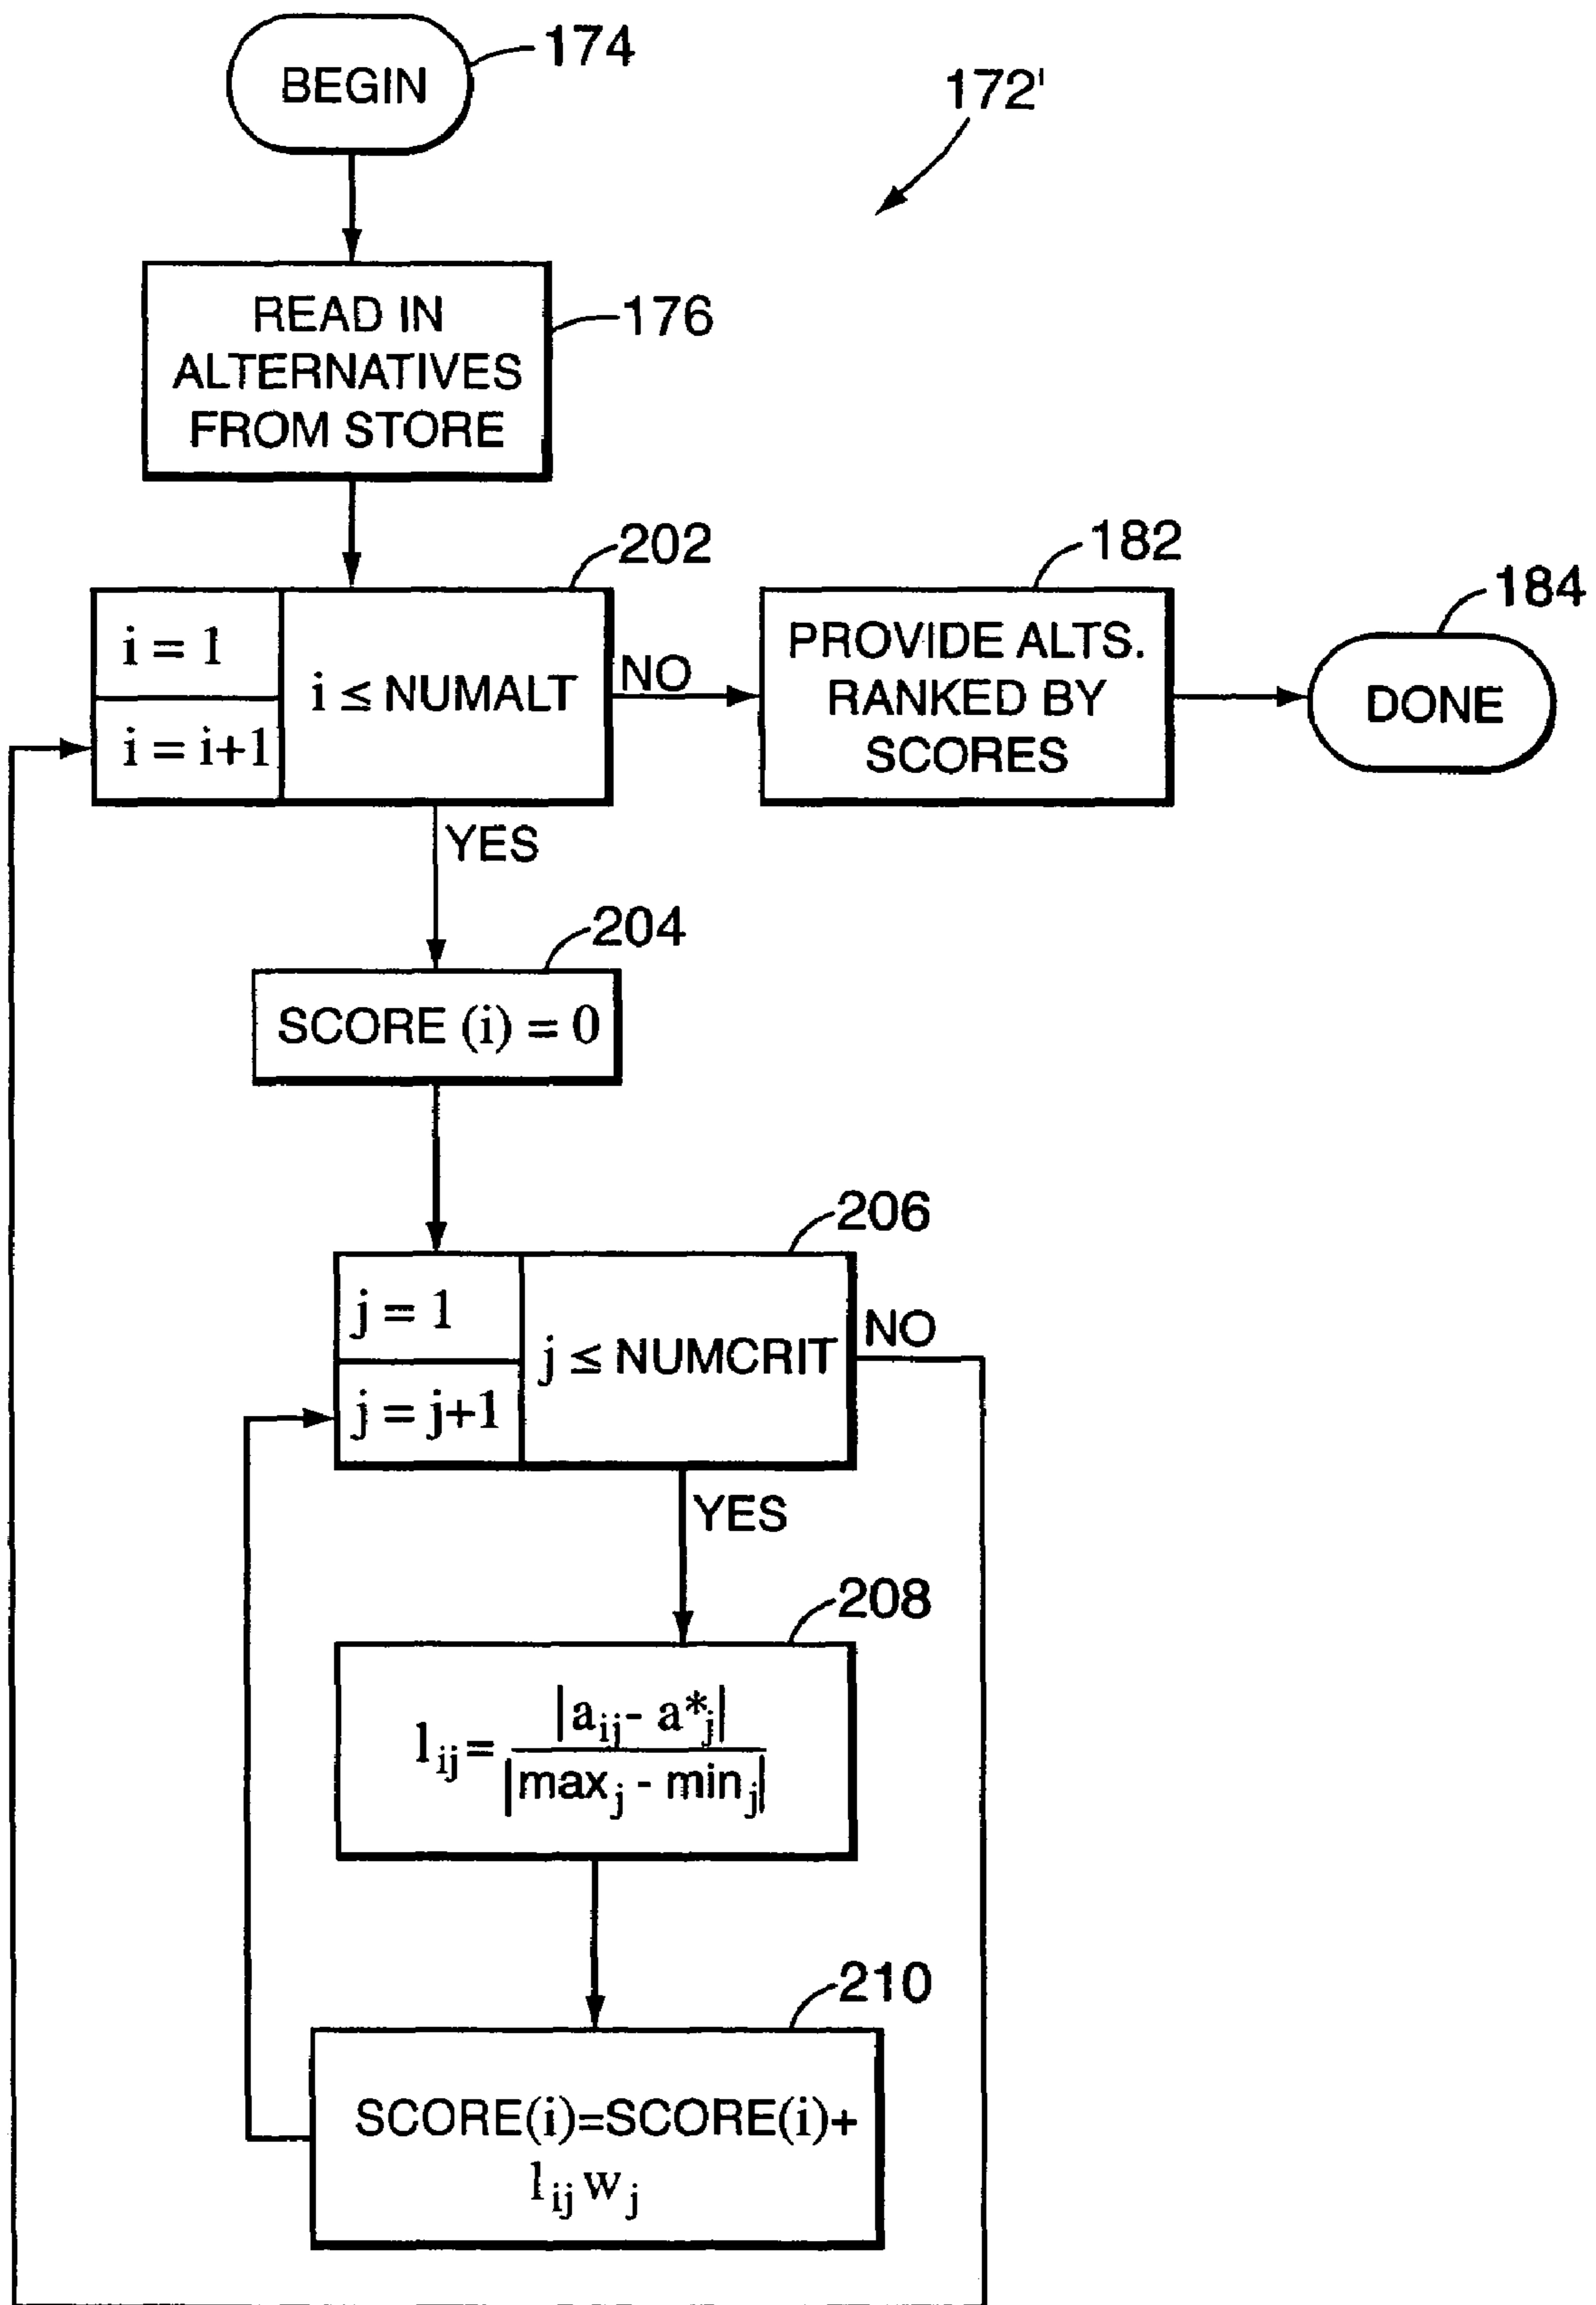 BEGIN
174
172'
READ IN
ALTERNATIVES
FROM STORE
176
202
i = 1
i = i+1
i ≤ NUMALT
NO
YES
182
PROVIDE ALTS.
RANKED BY
SCORES
184
DONE
204
SCORE (i) = 0
206
j = 1
j = j+1
j ≤ NUMCRIT
NO
YES
208
l_ij = |a_ij - a*_j| / |max_j - min_j|
210
SCORE(i)=SCORE(i)+
l_ij w_j